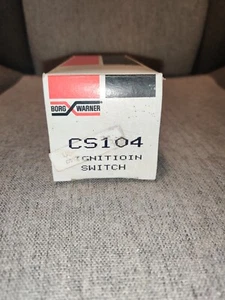 BORG WARNER
CS104
IGNITIOIN
SWITCH